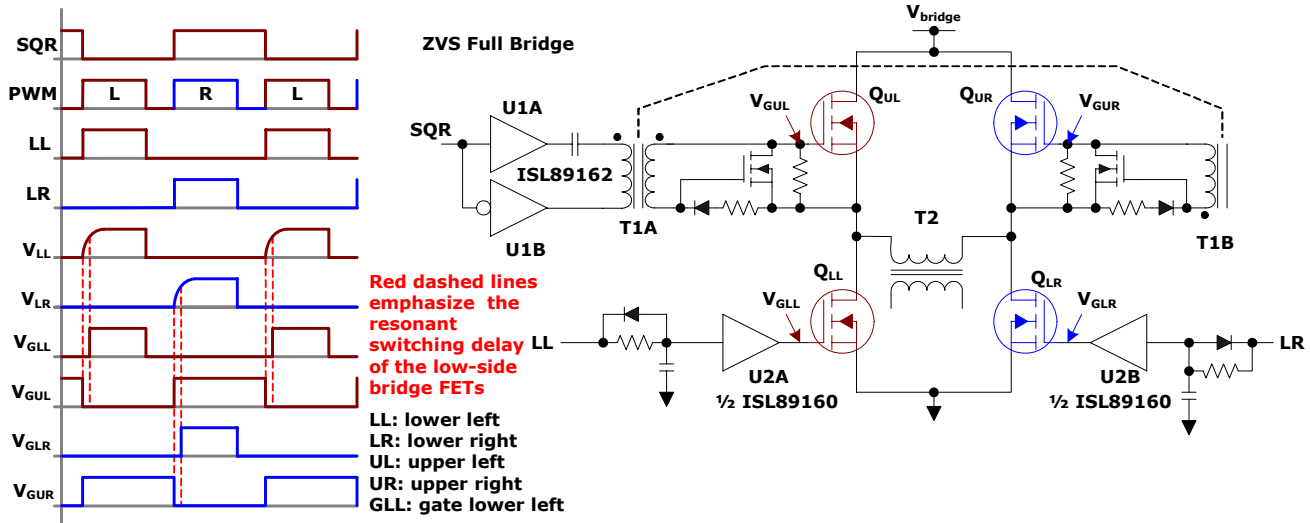 SQR
PWM
L
R
L
LL
LR
VLL
VLR
VGLL
VGUL
VGLR
VGUR
Red dashed lines
emphasize the
resonant
switching delay
of the low-side
bridge FETs
LL: lower left
LR: lower right
UL: upper left
UR: upper right
GLL: gate lower left
ZVS Full Bridge
Vbridge
U1A
SQR
ISL89162
U1B
T1A
VGUL
QUL
QUR
VGUR
T1B
T2
QLL
QLR
VGLL
VGLR
LL
U2A
½ ISL89160
U2B
½ ISL89160
LR